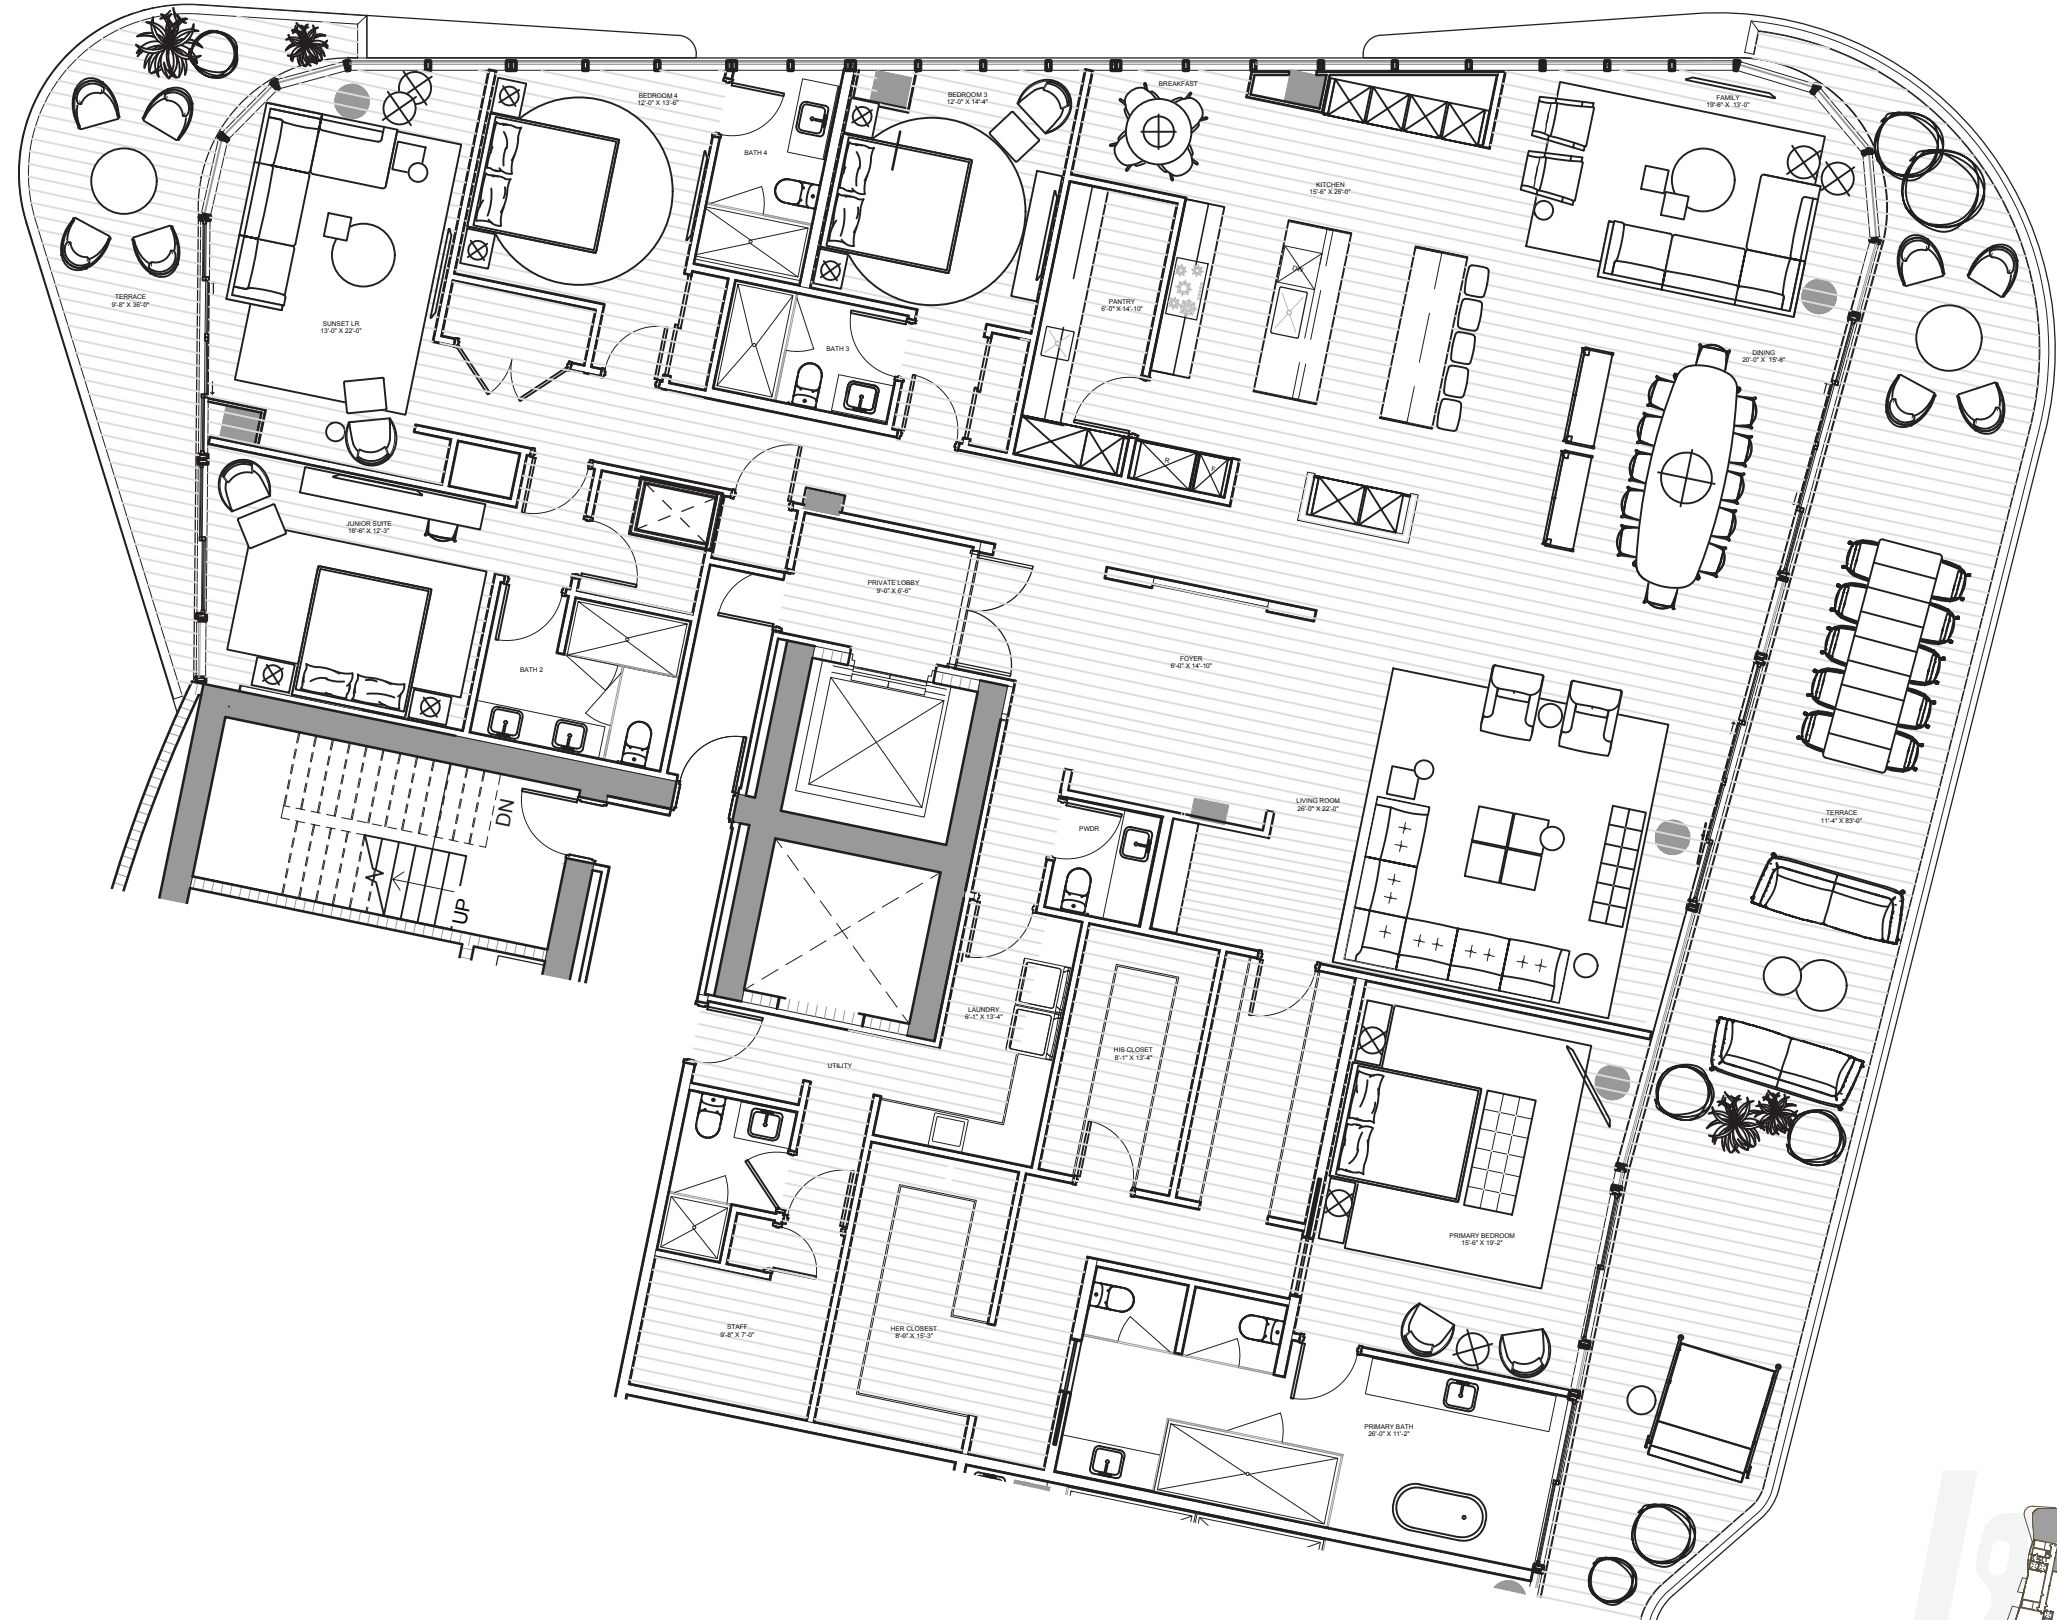 BREAKFAST
BEDROOM 4
12'-0" X 13'-6"
BEDROOM 3
12'-0" X 14'-4"
FAMILY
19'-6" X 13'-0"
BATH 4
KITCHEN
15'-6" X 26'-0"
TERRACE
9'-8" X 36'-0"
SUNSET LR
13'-0" X 22'-0"
PANTRY
6'-0" X 14'-10"
DW
BATH 3
DINING
20'-0" X 15'-8"
R
F
JUNIOR SUITE
16'-6" X 12'-3"
PRIVATE LOBBY
9'-0" X 6'-6"
BATH 2
FOYER
6'-0" X 14'-10"
DN
UP
LIVING ROOM
26'-0" X 22'-0"
PWDR
TERRACE
11'-4" X 83'-0"
LAUNDRY
6'-1" X 13'-4"
HIS CLOSET
8'-1" X 13'-4"
UTILITY
PRIMARY BEDROOM
15'-6" X 19'-2"
STAFF
9'-8" X 7'-0"
HER CLOSEST
8'-0" X 15'-3"
PRIMARY BATH
26'-0" X 11'-2"